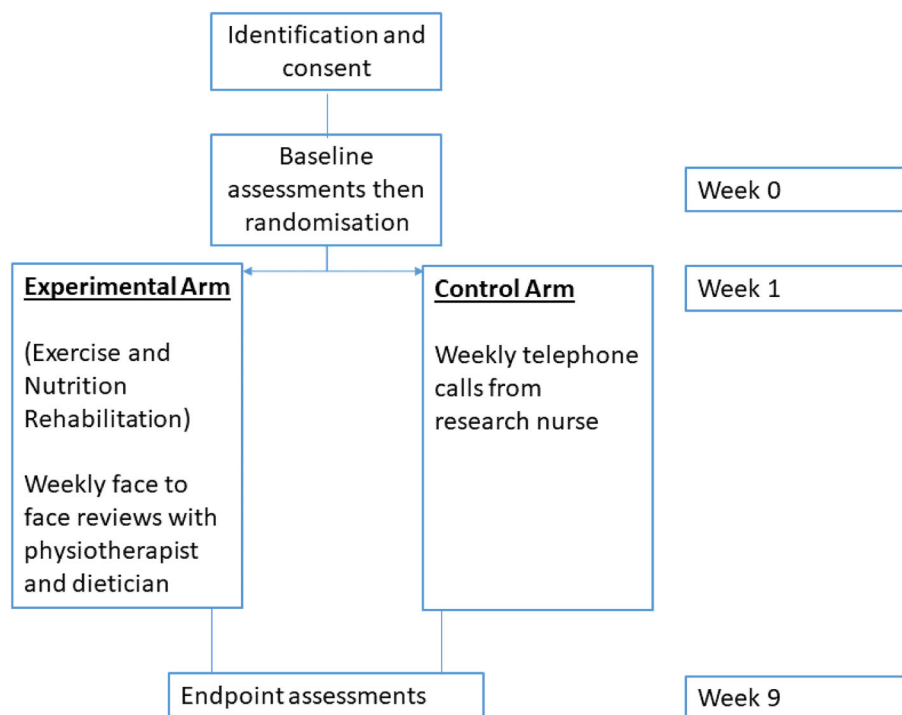 Identification and
consent
Baseline
assessments then
randomisation
Week 0
Experimental Arm
(Exercise and
Nutrition
Rehabilitation)
Weekly face to
face reviews with
physiotherapist
and dietician
Control Arm
Weekly telephone
calls from
research nurse
Week 1
Endpoint assessments
Week 9